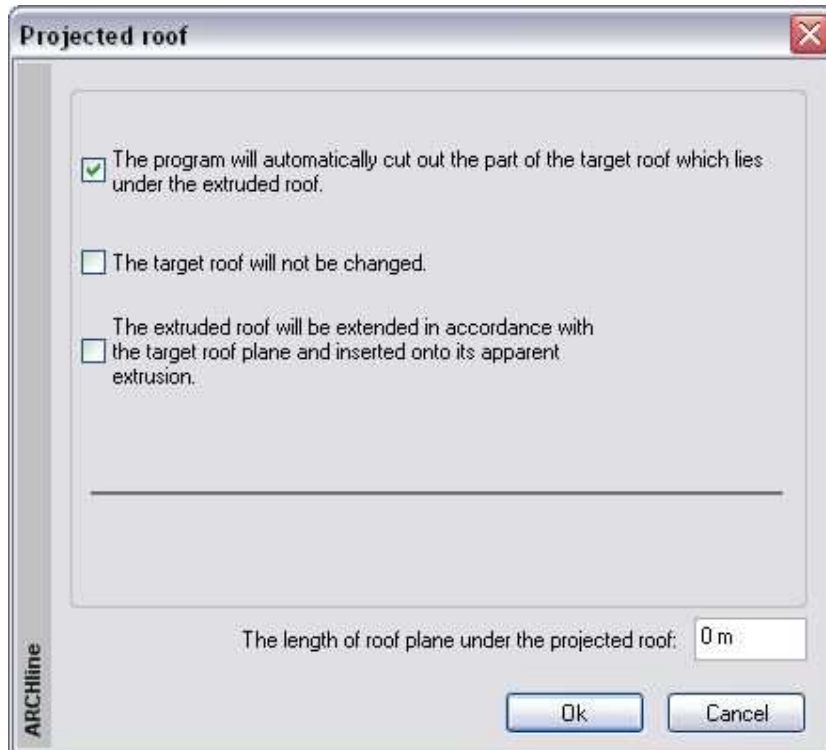 Projected roof
The program will automatically cut out the part of the target roof which lies
under the extruded roof.
The target roof will not be changed.
The extruded roof will be extended in accordance with
the target roof plane and inserted onto its apparent
extrusion.
The length of roof plane under the projected roof: 0 m
ARCHline
Ok Cancel